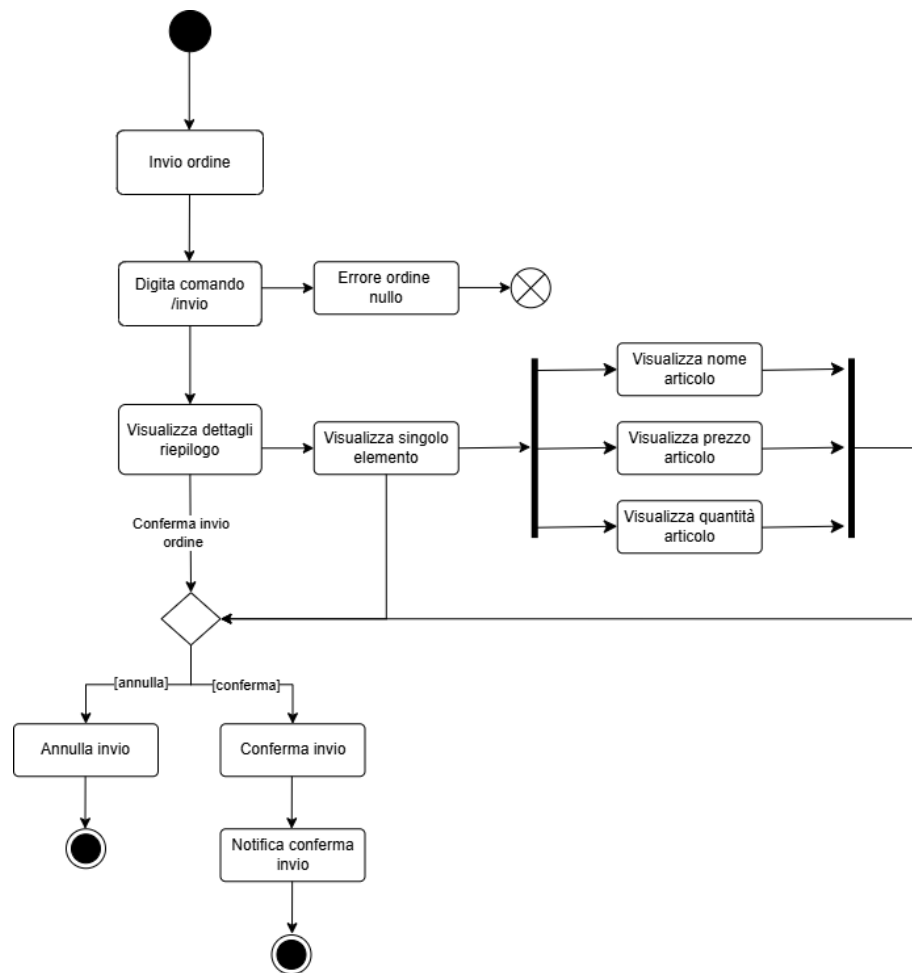 Invio ordine
Digita comando
/invio
Errore ordine
nullo
Visualizza nome
articolo
Visualizza dettagli
riepilogo
Visualizza singolo
elemento
Visualizza prezzo
articolo
Visualizza quantità
articolo
Conferma invio
ordine
[annulla]
[conferma]
Annulla invio
Conferma invio
Notifica conferma
invio